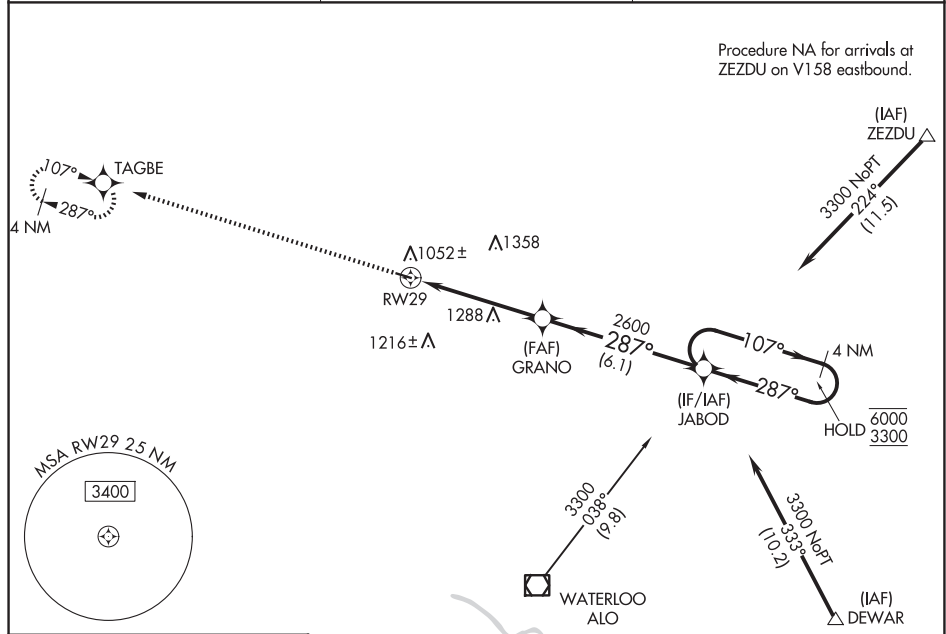 Procedure NA for arrivals at
ZEZDU on V158 eastbound.
(IAF)
ZEZDU
3300 NoPT
224°
(11.5)
107°
TAGBE
287°
4 NM
1052±
1358
RW29
1288
1216±
(FAF)
GRANO
2600
287°
(6.1)
107°
4 NM
287°
(IF/IAF)
JABOD
HOLD
6000
3300
MSA RW29 25 NM
3400
3300
038°
(9.8)
3300 NoPT
333°
(10.2)
WATERLOO
ALO
(IAF)
DEWAR